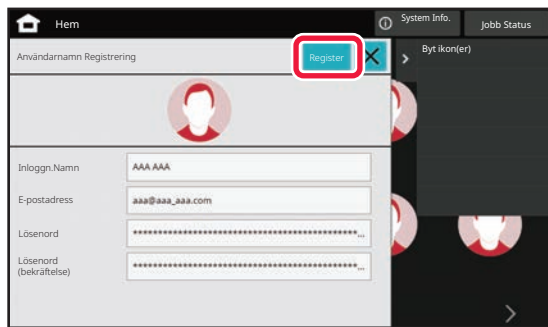 Hem
System Info.
Jobb Status
Användarnamn Registrering
Register
Byt ikon(er)
Inloggn.Namn
AAA AAA
E-postadress
aaa@aaa_aaa.com
Lösenord
************************************************...
Lösenord
(bekräftelse)
************************************************...